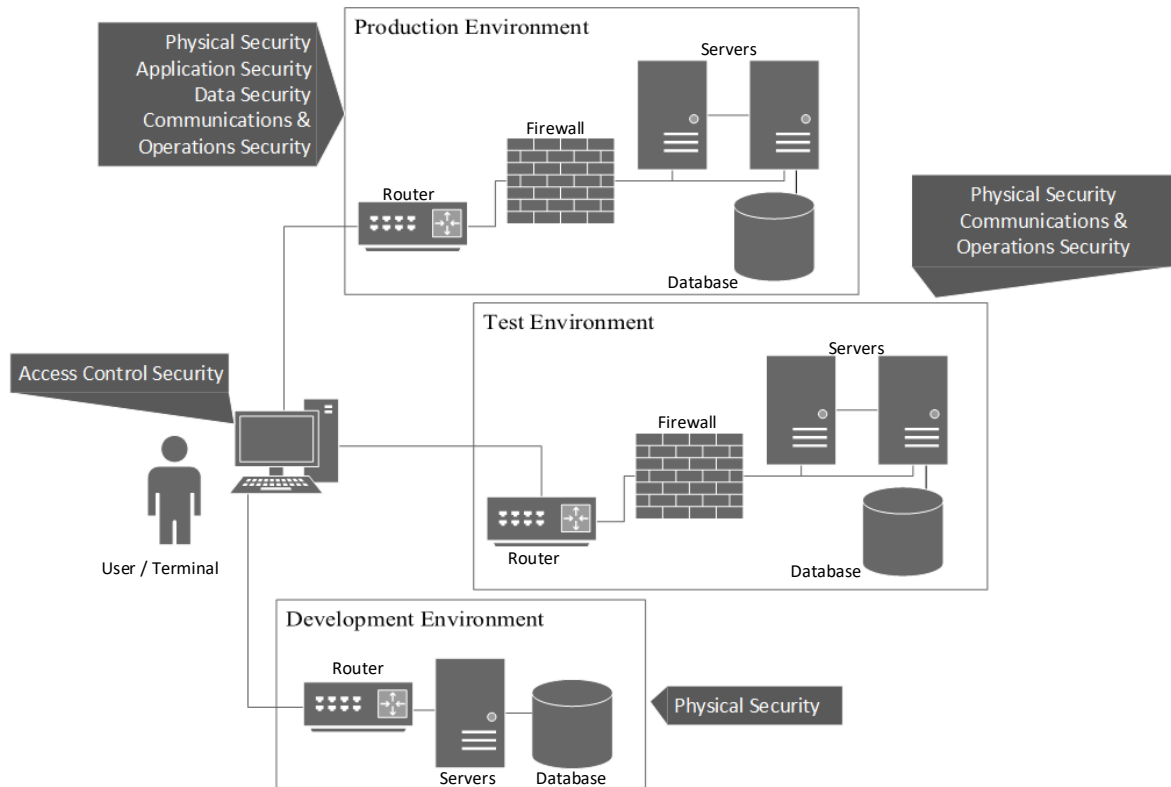 Production Environment
Physical Security
Application Security
Data Security
Communications &
Operations Security
Servers
Firewall
Router
Database
Physical Security
Communications &
Operations Security
Test Environment
Servers
Firewall
Router
Database
Access Control Security
User / Terminal
Development Environment
Router
Servers
Database
Physical Security